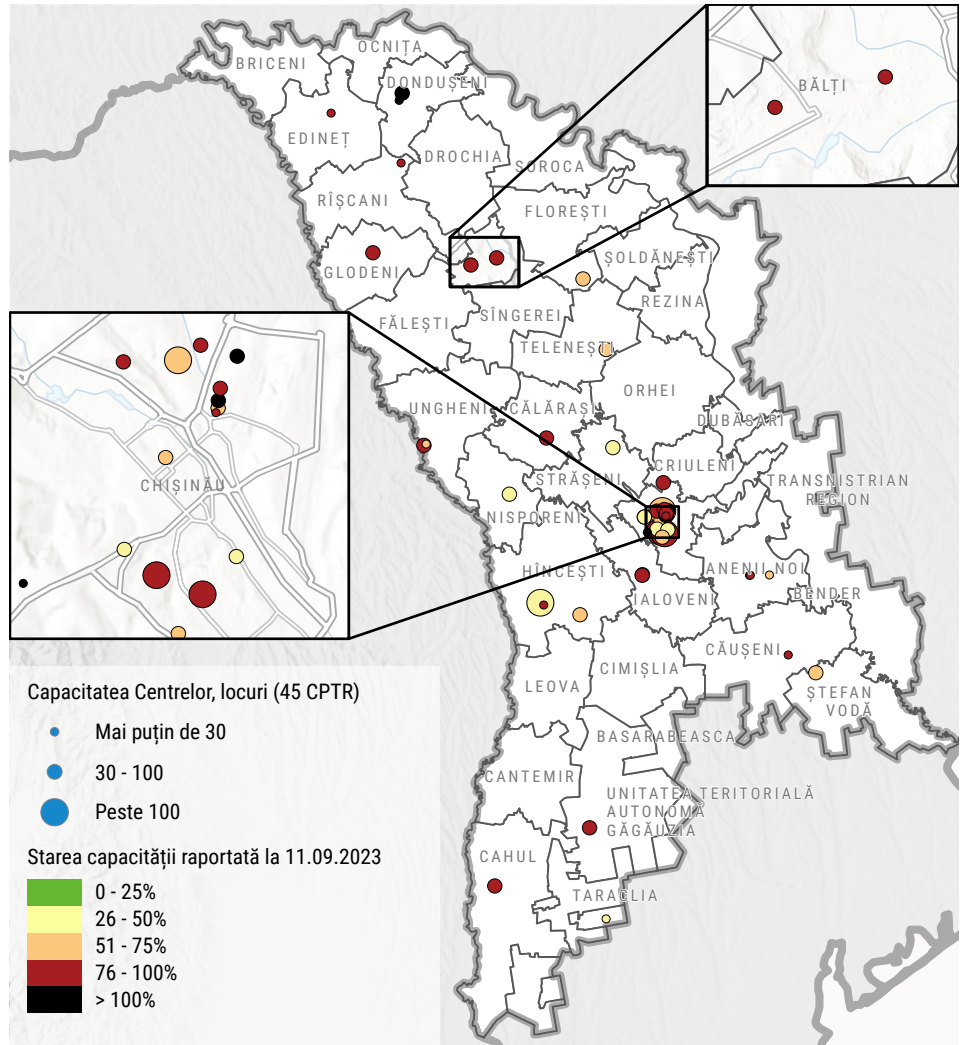 OCNIȚA
BRICENI
DONDUȘENI
EDINEȚ
DROCHIA
SOROCA
RÎȘCANI
FLOREȘTI
BĂLȚI
GLODENI
ȘOLDĂNEȘTI
REZINA
FĂLEȘTI
SÎNGEREI
TELENEȘTI
ORHEI
UNGHENI
CĂLĂRAȘI
DUBĂSARI
CRIULENI
STRĂȘENI
TRANSNISTRIAN
REGION
CHIȘINĂU
NISPORENI
HÎNCEȘTI
ANENII NOI
IALOVENI
BENDER
CĂUȘENI
CIMIȘLIA
LEOVA
ȘTEFAN
VODĂ
BASARABEASCA
CANTEMIR
UNITATEA TERITORIALĂ
AUTONOMĂ
GĂGĂUZIA
CAHUL
TARACLIA
Capacitatea Centrelor, locuri (45 CPTR)
Mai puțin de 30
30 - 100
Peste 100
Starea capacității raportată la 11.09.2023
0 - 25%
26 - 50%
51 - 75%
76 - 100%
> 100%